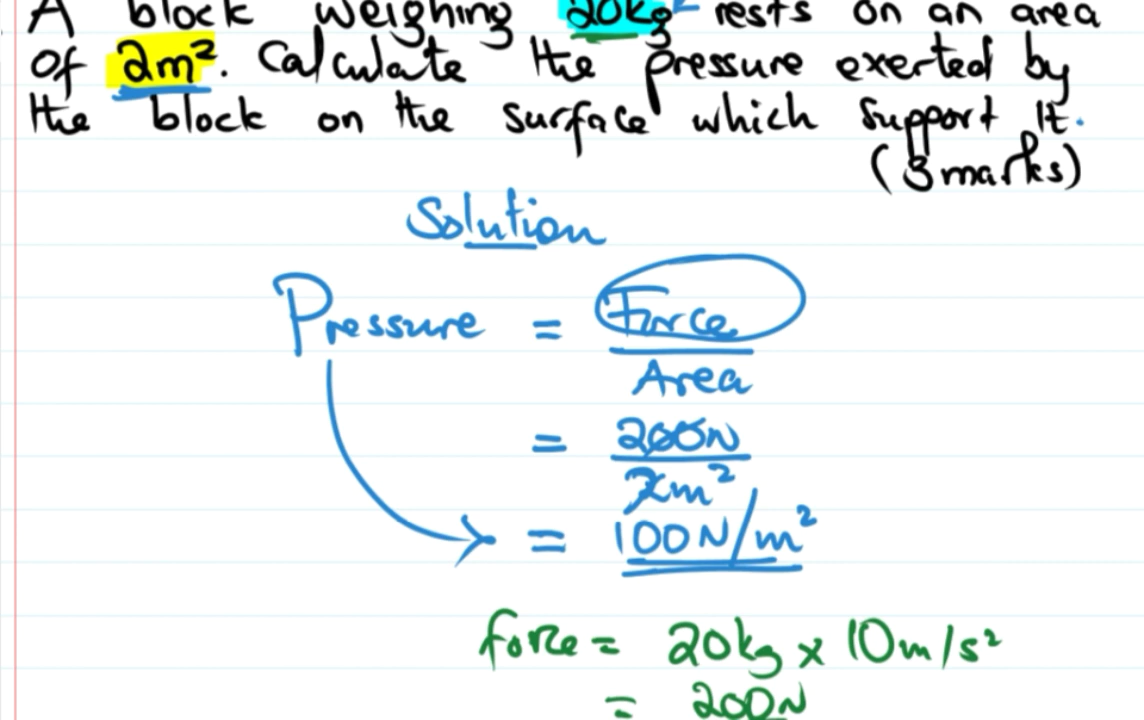 A block weighing 20kg rests on an area
of 2m². Calculate the pressure exerted by
the block on the surface which support It.
(3 marks)
Solution
Pressure = Force
Area
= 200N
2m²
= 100N/m²
force = 20kg x 10m/s²
= 200N